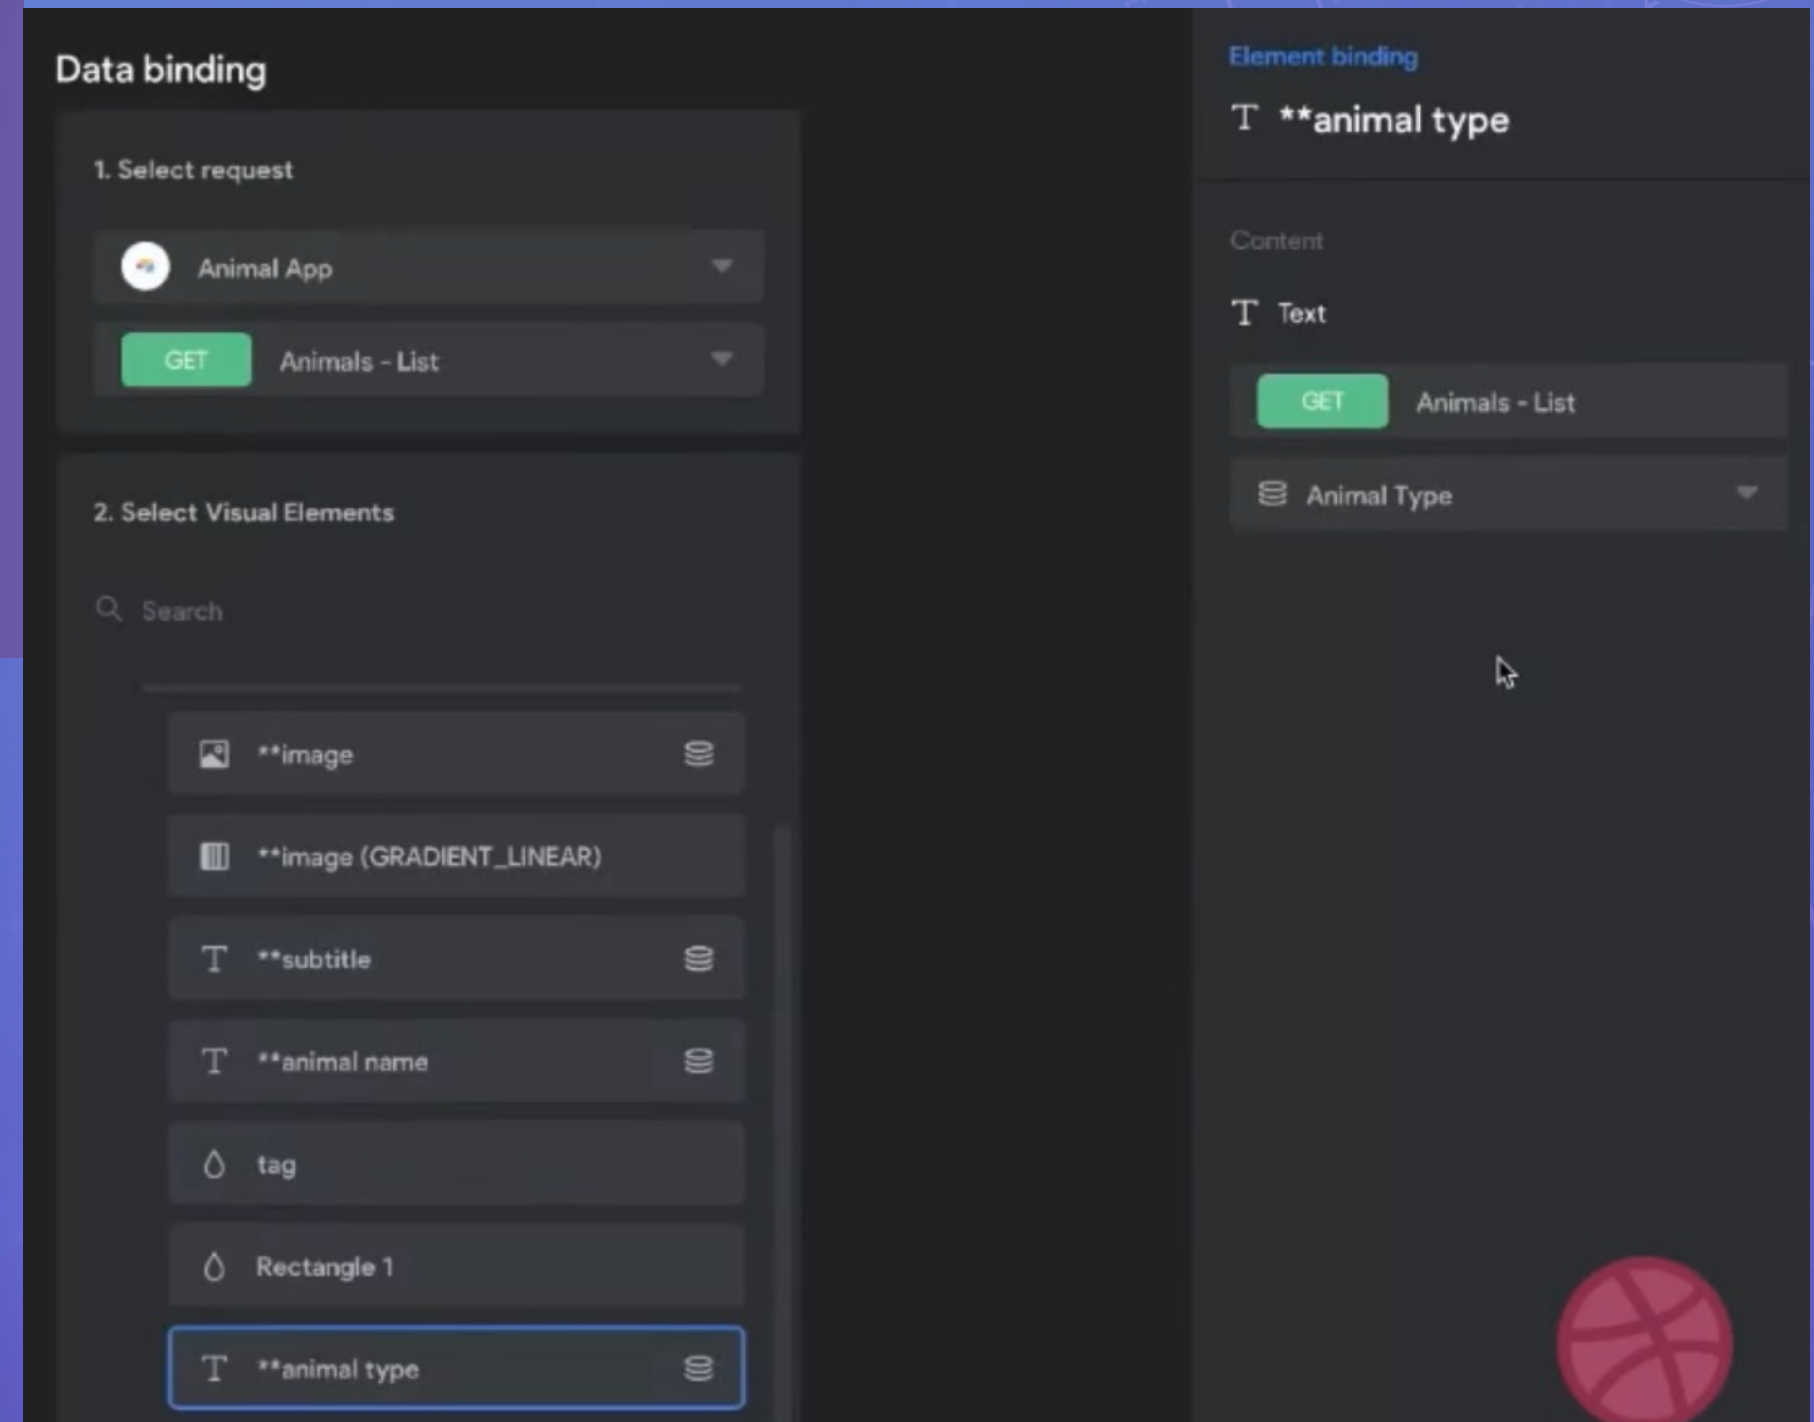 Data binding
1. Select request
Animal App
GET Animals - List
2. Select Visual Elements
Search
**image
**image (GRADIENT_LINEAR)
**subtitle
**animal name
tag
Rectangle 1
**animal type
Element binding
**animal type
Content
Text
GET Animals - List
Animal Type